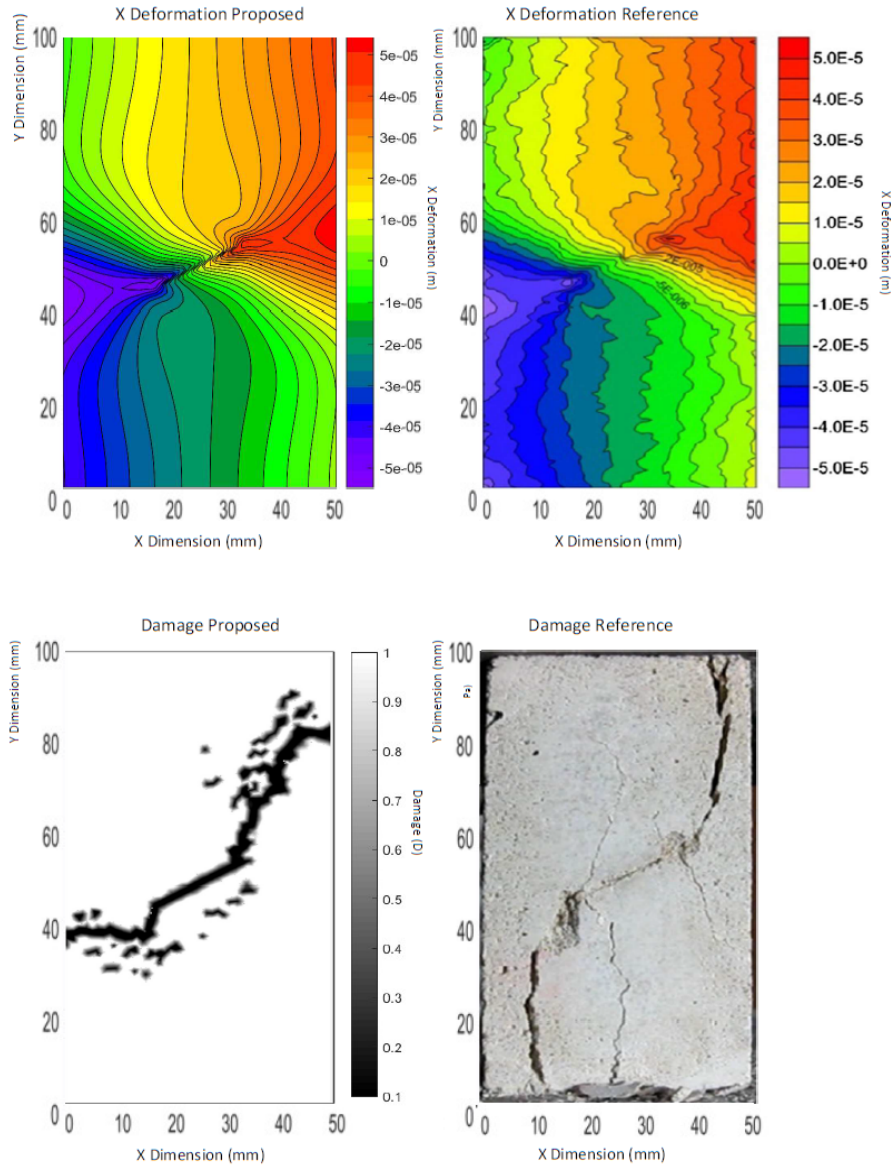 X Deformation Proposed
X Deformation Reference
Y Dimension (mm)
100
80
60
40
20
0
0 10 20 30 40 50
X Dimension (mm)
5e-05
4e-05
2e-05
1e-05
0
-1e-05
-2e-05
-3e-05
-4e-05
-5e-05
X Deformation (m)
Y Dimension (mm)
100
80
60
40
20
0
2E-005
-5E-006
0 10 20 30 40 50
X Dimension (mm)
5.0E-5
4.0E-5
3.0E-5
2.0E-5
1.0E-5
0.0E+0
-1.0E-5
-2.0E-5
-3.0E-5
-4.0E-5
-5.0E-5
X Deformation (m)
Damage Proposed
Damage Reference
Y Dimension (mm)
100
80
60
40
20
0
0 10 20 30 40 50
X Dimension (mm)
1
0.9
0.8
0.7
0.6
0.5
0.4
0.3
0.2
0.1
Damage (D)
Y Dimension (mm)
100
80
60
40
20
0
0 10 20 30 40 50
X Dimension (mm)